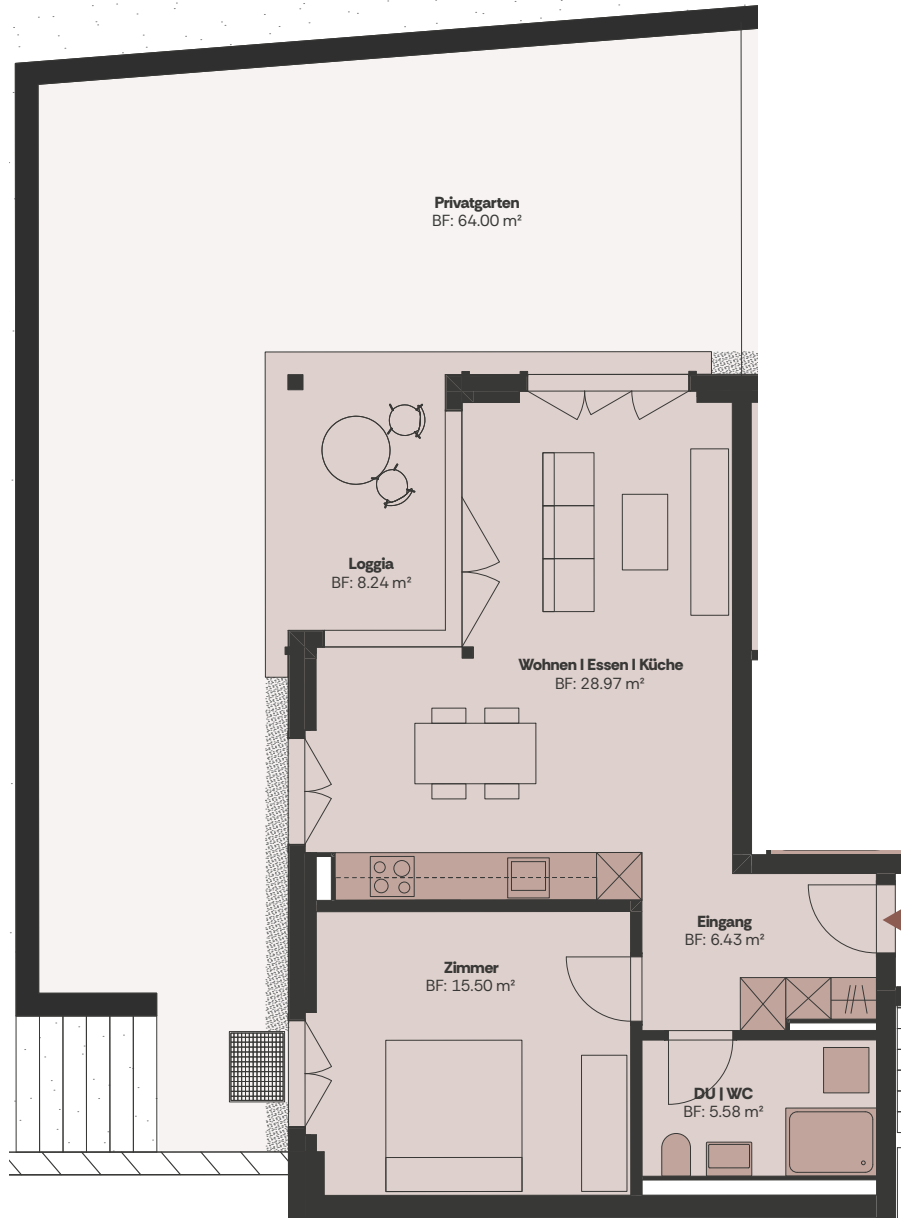 Privatgarten
BF: 64.00 m²
Loggia
BF: 8.24 m²
Wohnen I Essen I Küche
BF: 28.97 m²
Eingang
BF: 6.43 m²
Zimmer
BF: 15.50 m²
DU | WC
BF: 5.58 m²